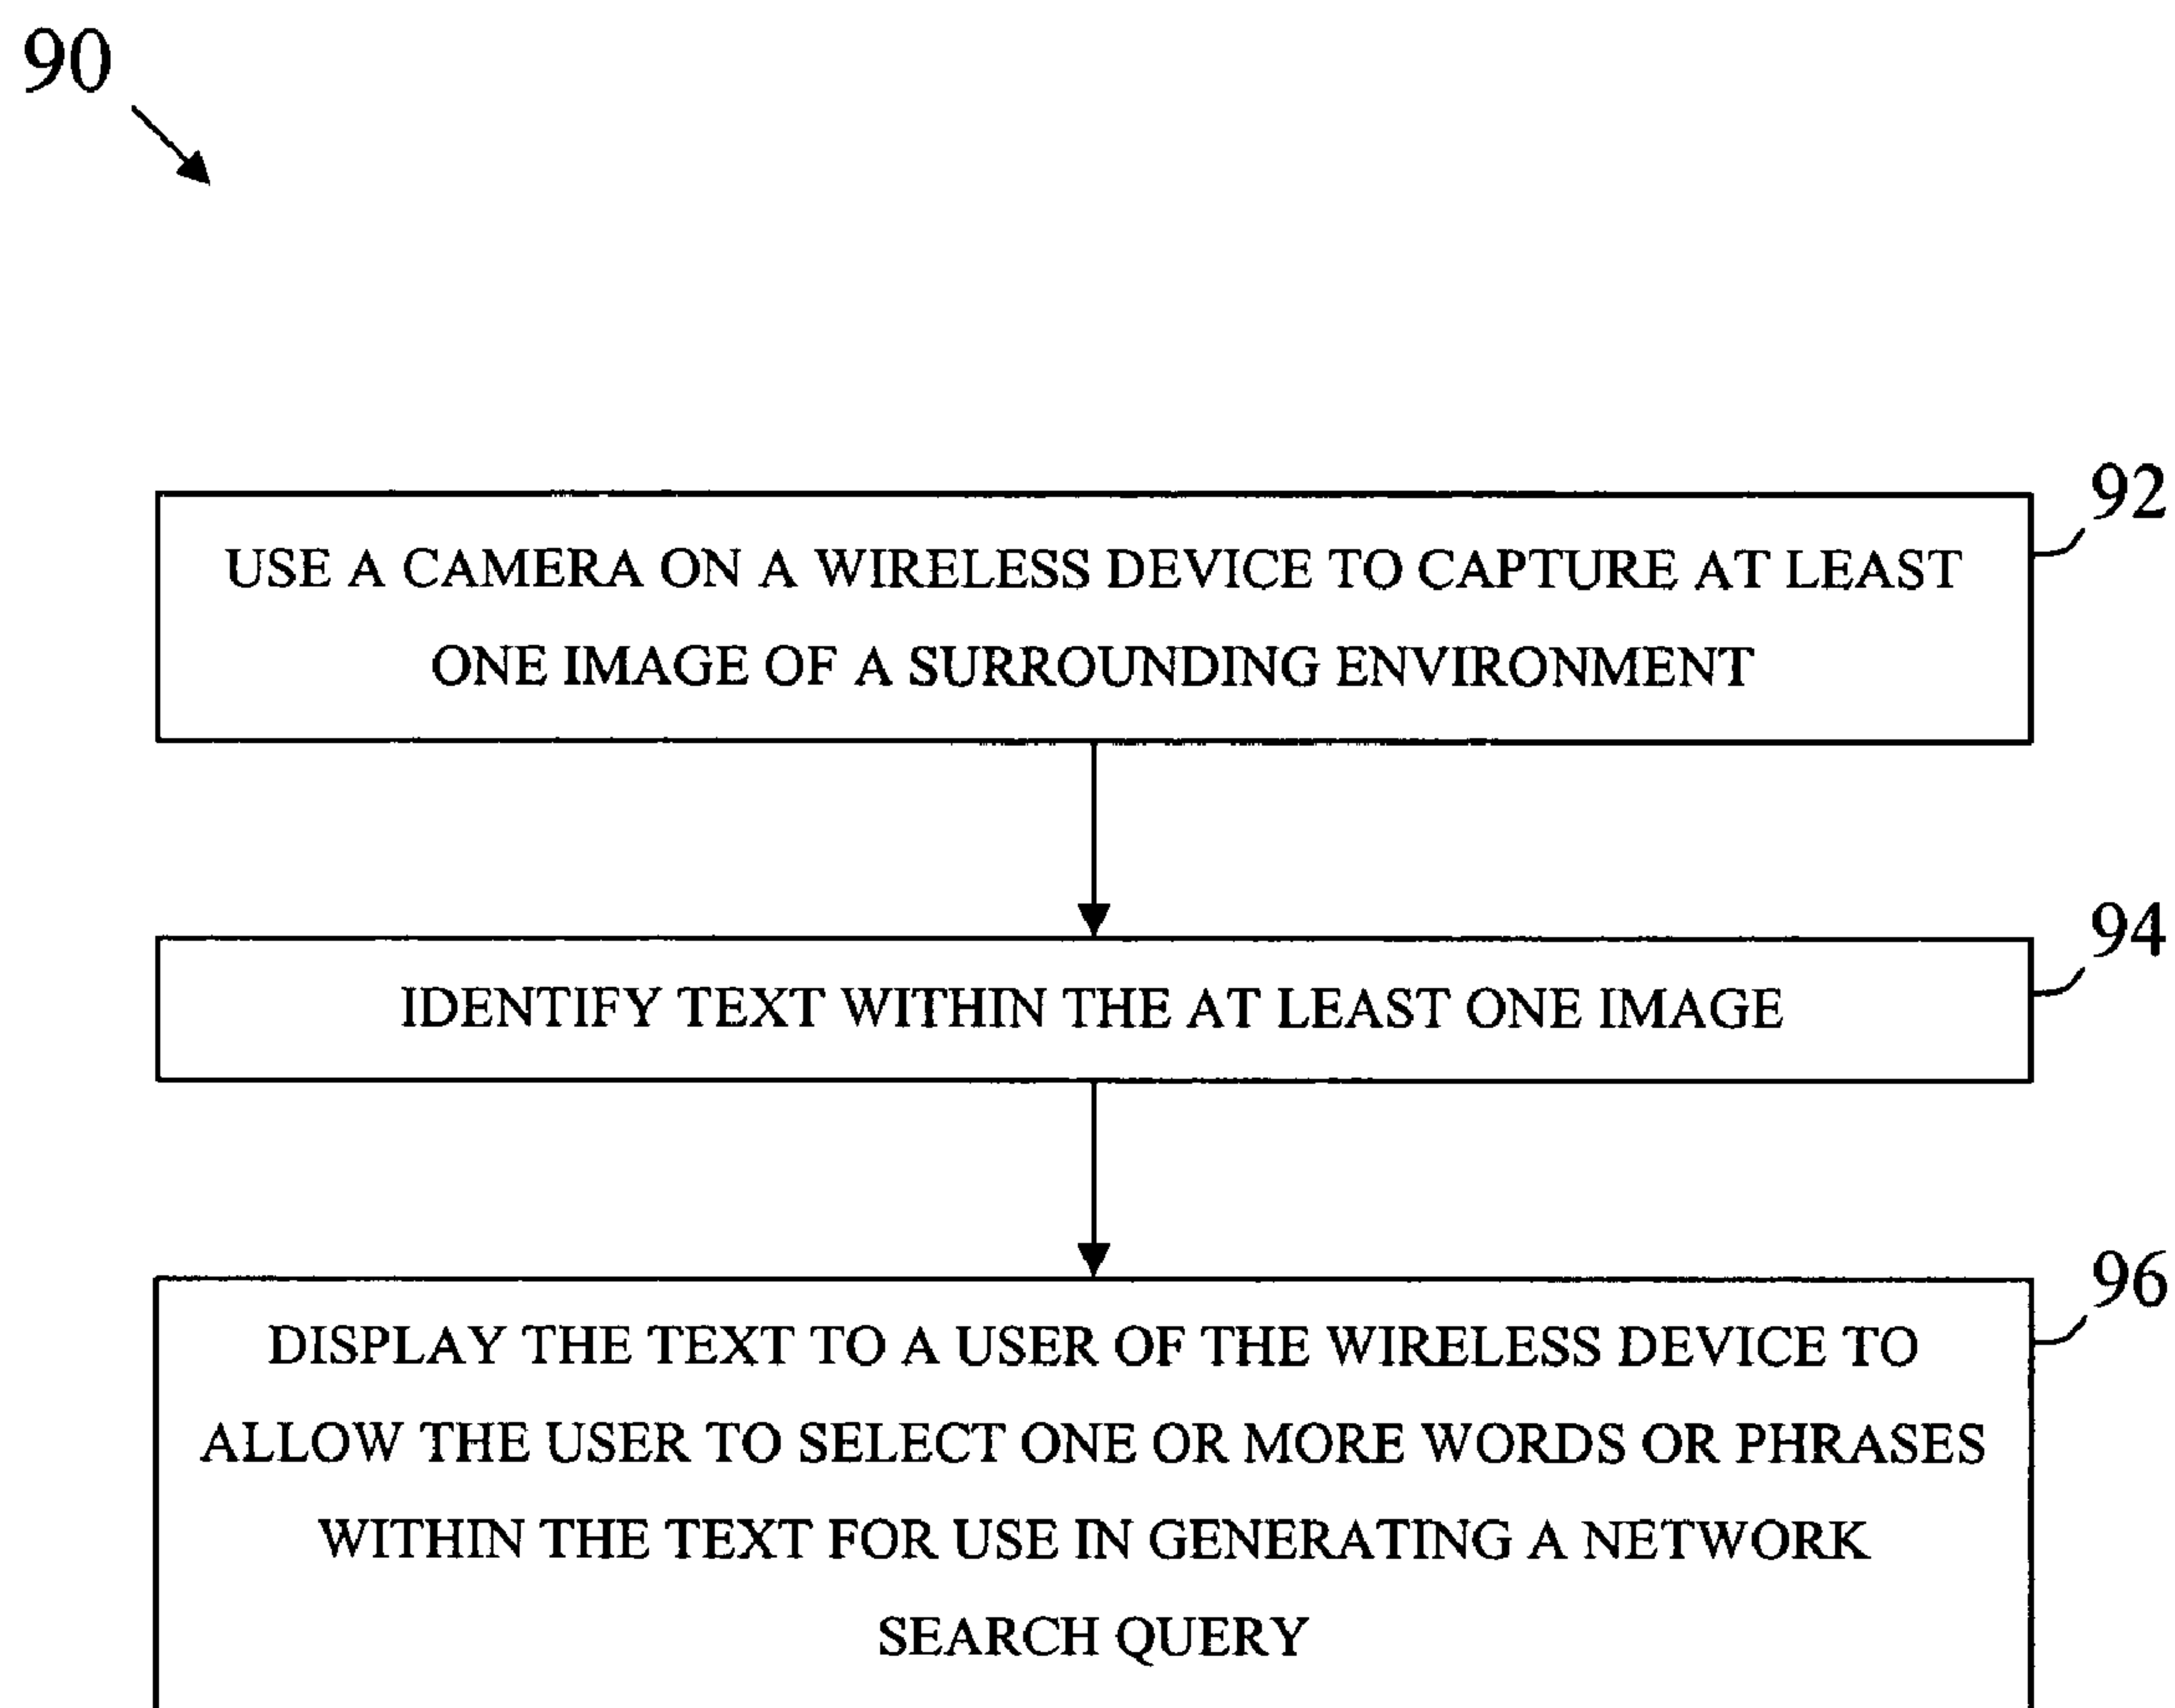 90
92
USE A CAMERA ON A WIRELESS DEVICE TO CAPTURE AT LEAST
ONE IMAGE OF A SURROUNDING ENVIRONMENT
94
IDENTIFY TEXT WITHIN THE AT LEAST ONE IMAGE
96
DISPLAY THE TEXT TO A USER OF THE WIRELESS DEVICE TO
ALLOW THE USER TO SELECT ONE OR MORE WORDS OR PHRASES
WITHIN THE TEXT FOR USE IN GENERATING A NETWORK
SEARCH QUERY